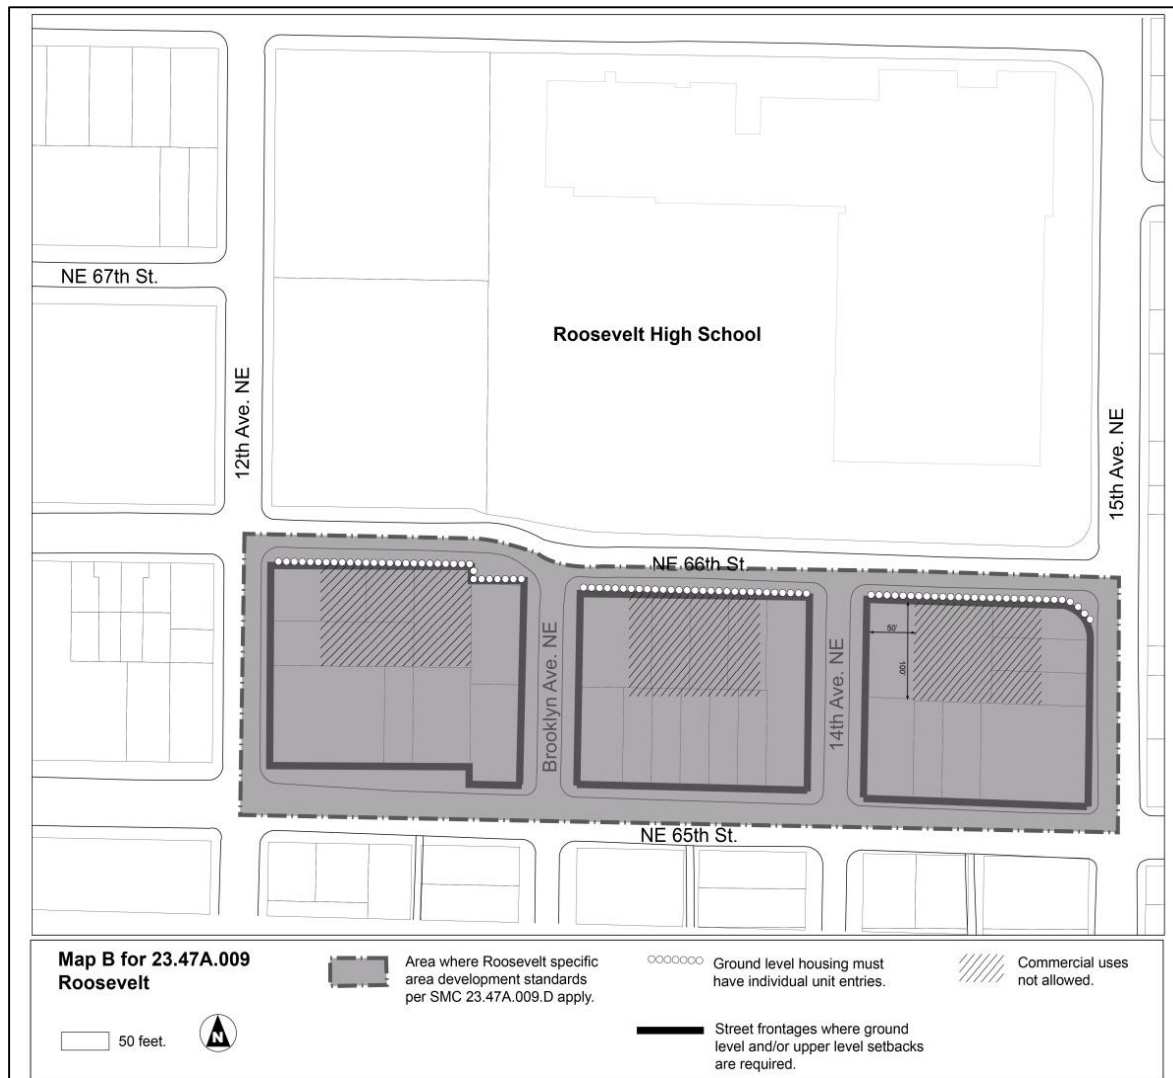 NE 67th St.
Roosevelt High School
12th Ave. NE
15th Ave. NE
NE 66th St.
50'
100'
Brooklyn Ave. NE
14th Ave. NE
NE 65th St.
Map B for 23.47A.009
Roosevelt
50 feet.
N
Area where Roosevelt specific
area development standards
per SMC 23.47A.009.D apply.
Ground level housing must
have individual unit entries.
Street frontages where ground
level and/or upper level setbacks
are required.
Commercial uses
not allowed.